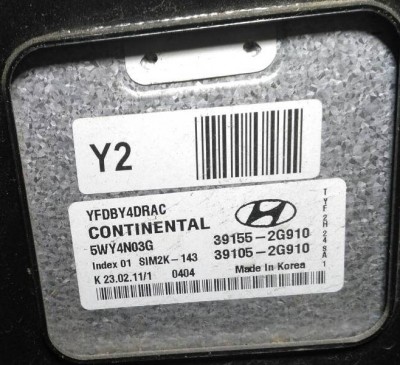 Y2
YFDBY4DRAC
CONTINENTAL
5WY4N03G
39155-2G910
Index 01 SIM2K-143
39105-2G910
K 23.02.11/1 0404
Made in Korea